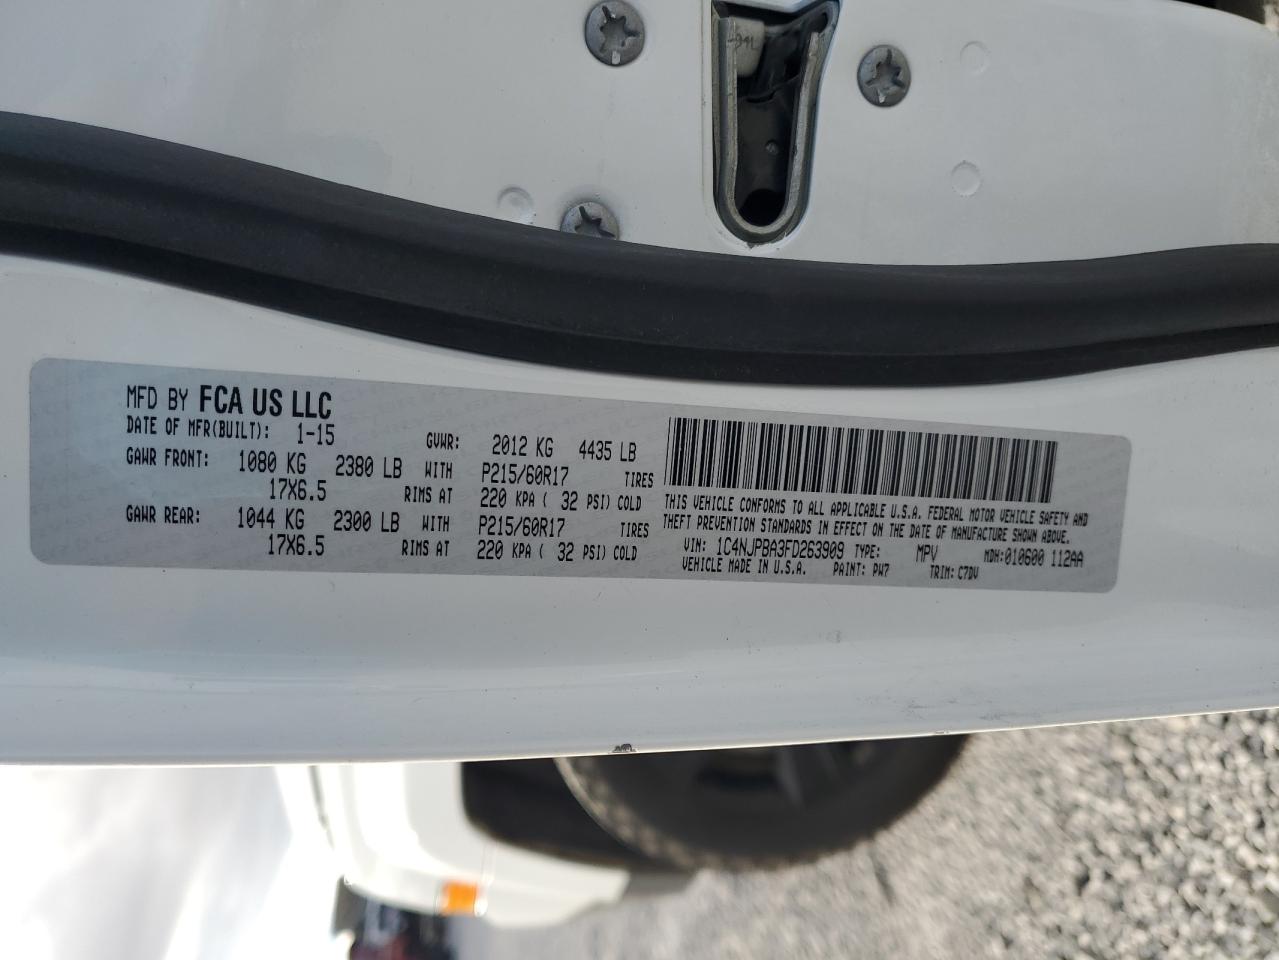 MFD BY FCA US LLC
DATE OF MFR(BUILT): 1-15 GVWR: 2012 KG 4435 LB
GAWR FRONT: 1080 KG 2380 LB WITH P215/60R17 TIRES
17X6.5 RIMS AT 220 KPA ( 32 PSI) COLD
GAWR REAR: 1044 KG 2300 LB WITH P215/60R17 TIRES
17X6.5 RIMS AT 220 KPA ( 32 PSI) COLD
THIS VEHICLE CONFORMS TO ALL APPLICABLE U.S.A. FEDERAL MOTOR VEHICLE SAFETY AND
THEFT PREVENTION STANDARDS IN EFFECT ON THE DATE OF MANUFACTURE SHOWN ABOVE.
VIN: 1C4NJPBA3FD263909 TYPE: MPV MDH:010600 112AA
VEHICLE MADE IN U.S.A. PAINT: PW7 TRIM: C7DV